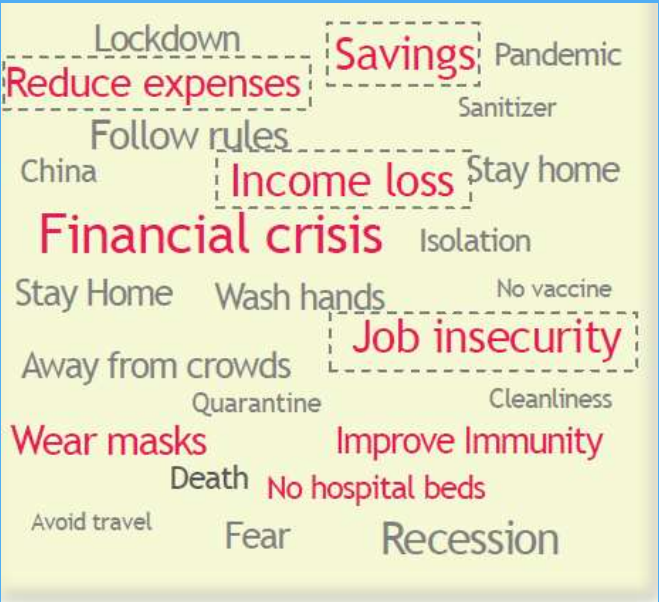 Lockdown
Savings
Pandemic
Reduce expenses
Sanitizer
Follow rules
China
Income loss
Stay home
Financial crisis
Isolation
Stay Home
Wash hands
No vaccine
Job insecurity
Away from crowds
Quarantine
Cleanliness
Wear masks
Improve Immunity
Death
No hospital beds
Avoid travel
Fear
Recession